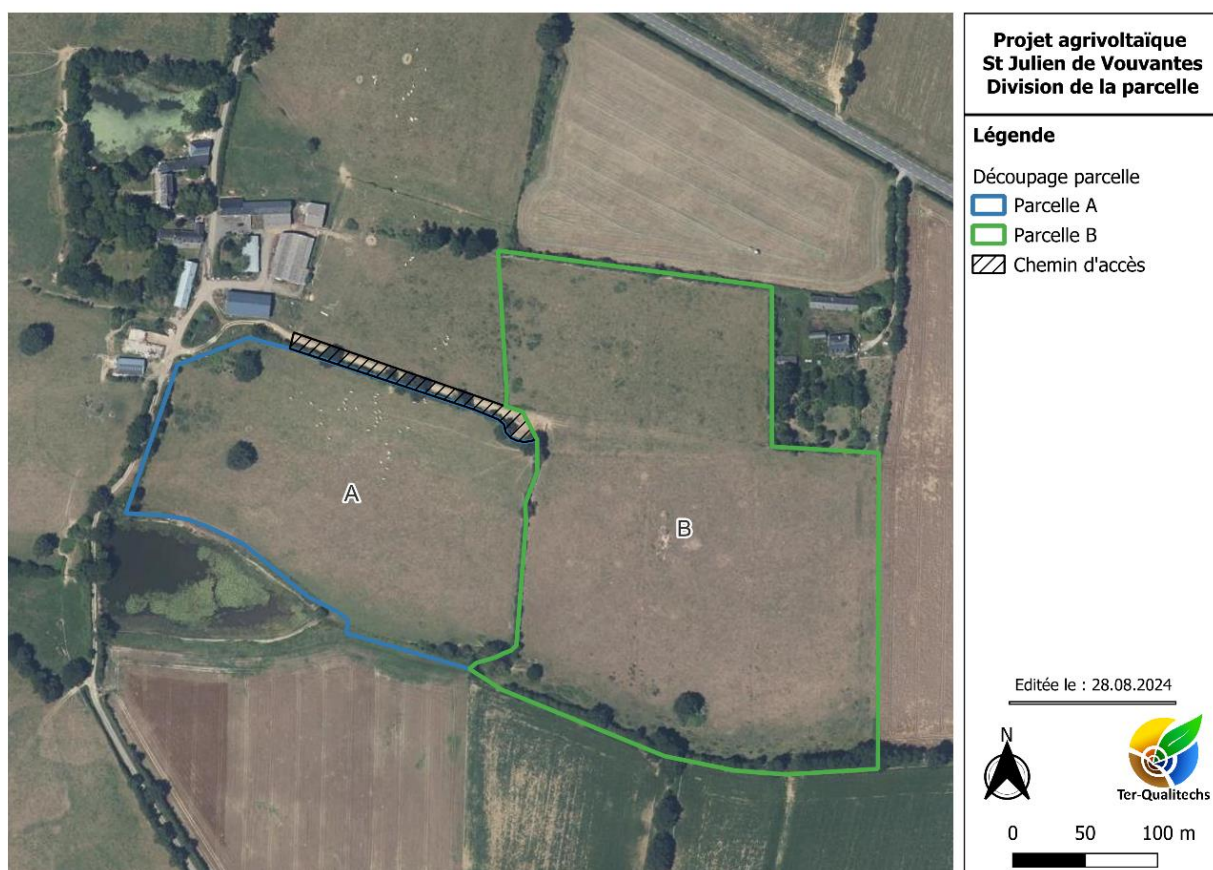 Projet agrivoltaïque
St Julien de Vouvantes
Division de la parcelle
Légende
Découpage parcelle
Parcelle A
Parcelle B
Chemin d'accès
A
B
Editée le : 28.08.2024
N
Ter-Qualitechs
0 50 100 m